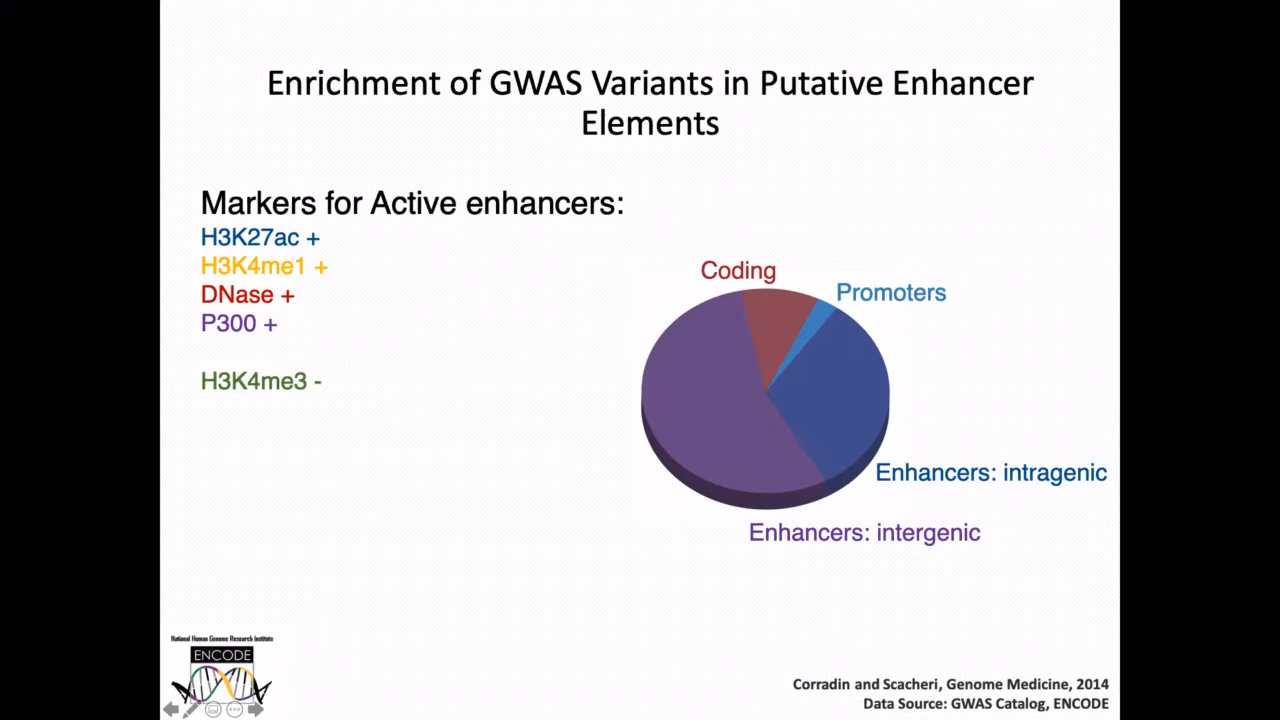 Enrichment of GWAS Variants in Putative Enhancer
Elements
Markers for Active enhancers:
H3K27ac +
H3K4me1 +
DNase +
P300 +
H3K4me3 -
Coding
Promoters
Enhancers: intragenic
Enhancers: intergenic
National Human Genome Research Institute
ENCODE
Corradin and Scacheri, Genome Medicine, 2014
Data Source: GWAS Catalog, ENCODE